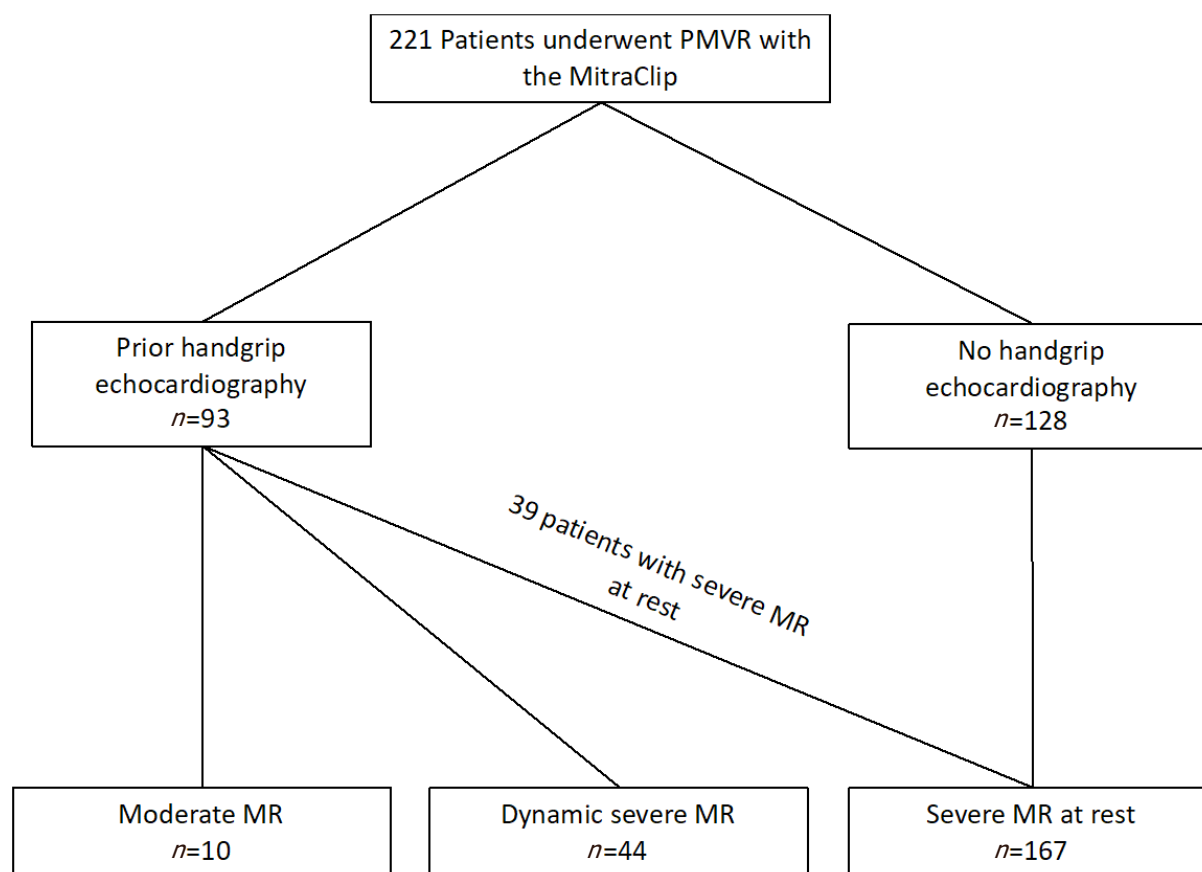 221 Patients underwent PMVR with
the MitraClip
Prior handgrip
echocardiography
n=93
No handgrip
echocardiography
n=128
39 patients with severe MR
at rest
Moderate MR
n=10
Dynamic severe MR
n=44
Severe MR at rest
n=167